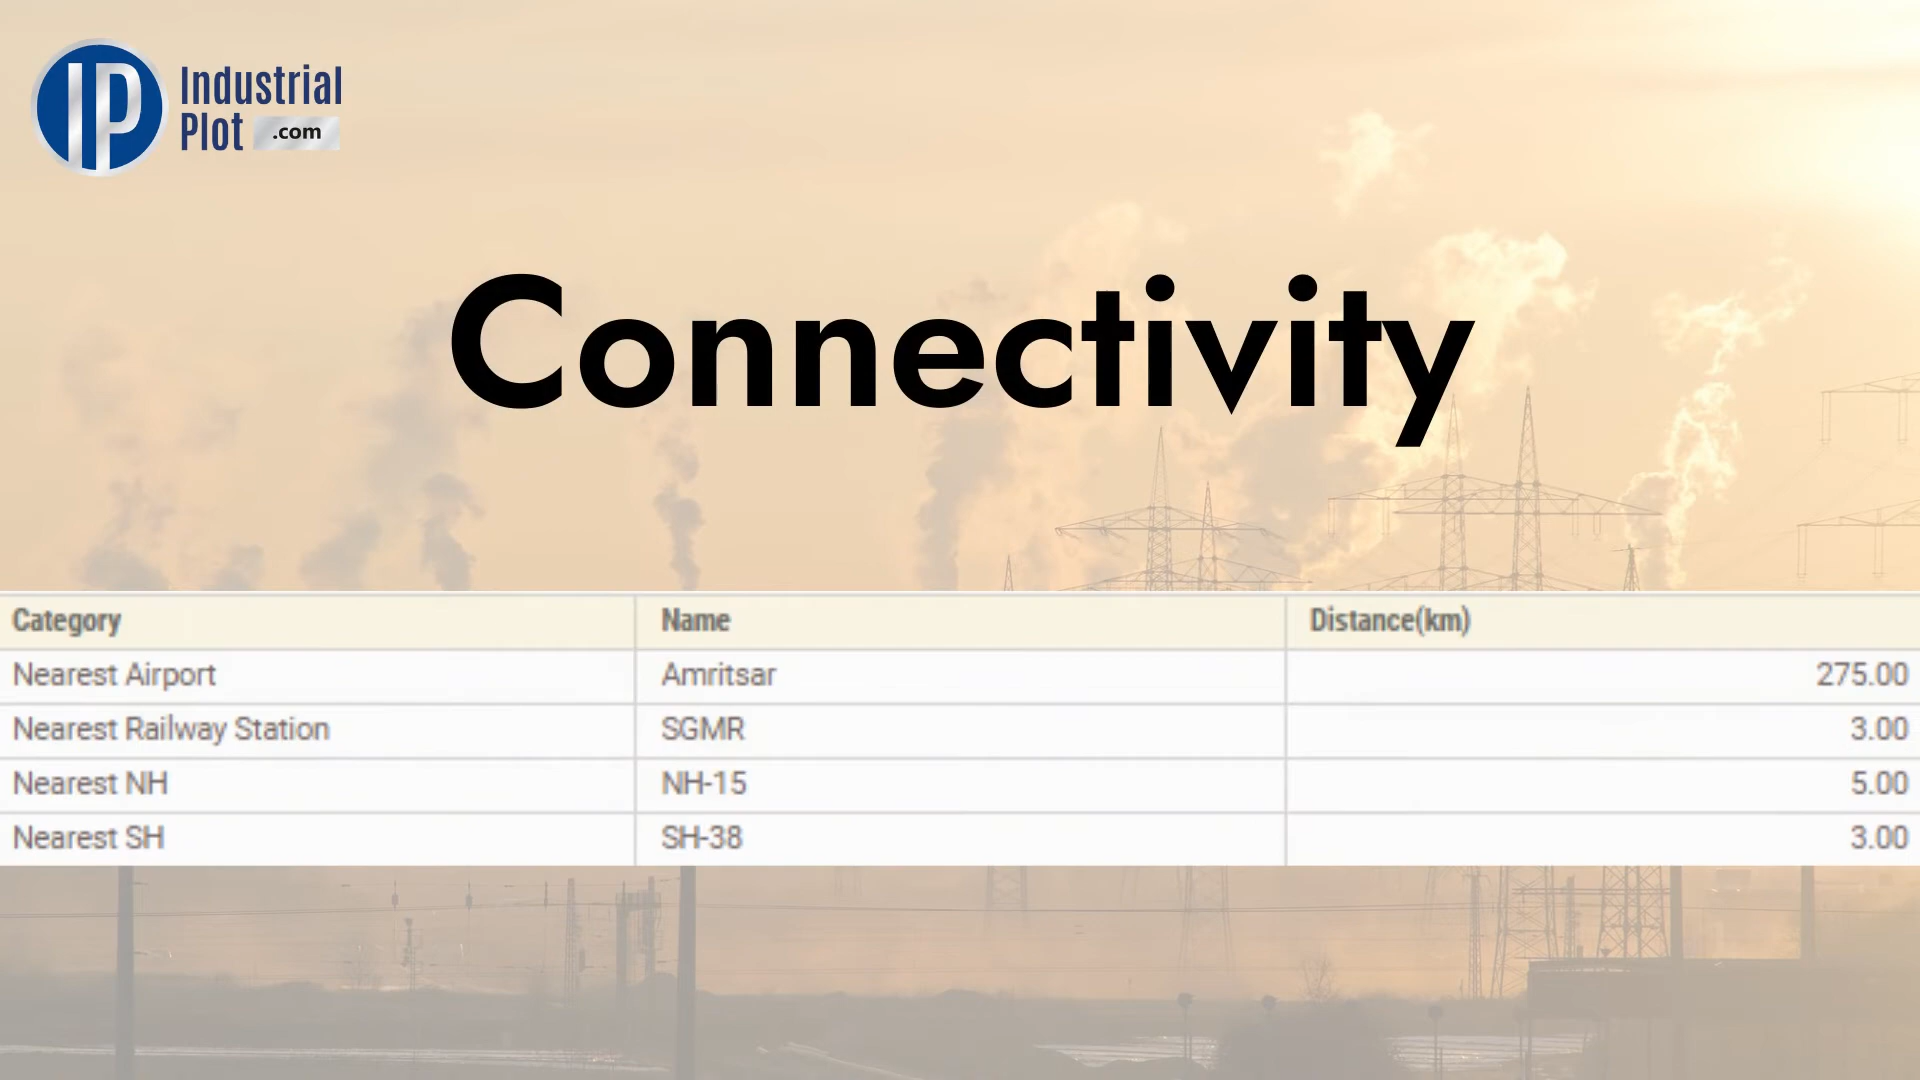 IP
Industrial
Plot .com
Connectivity
Category Name Distance(km)
Nearest Airport Amritsar 275.00
Nearest Railway Station SGMR 3.00
Nearest NH NH-15 5.00
Nearest SH SH-38 3.00